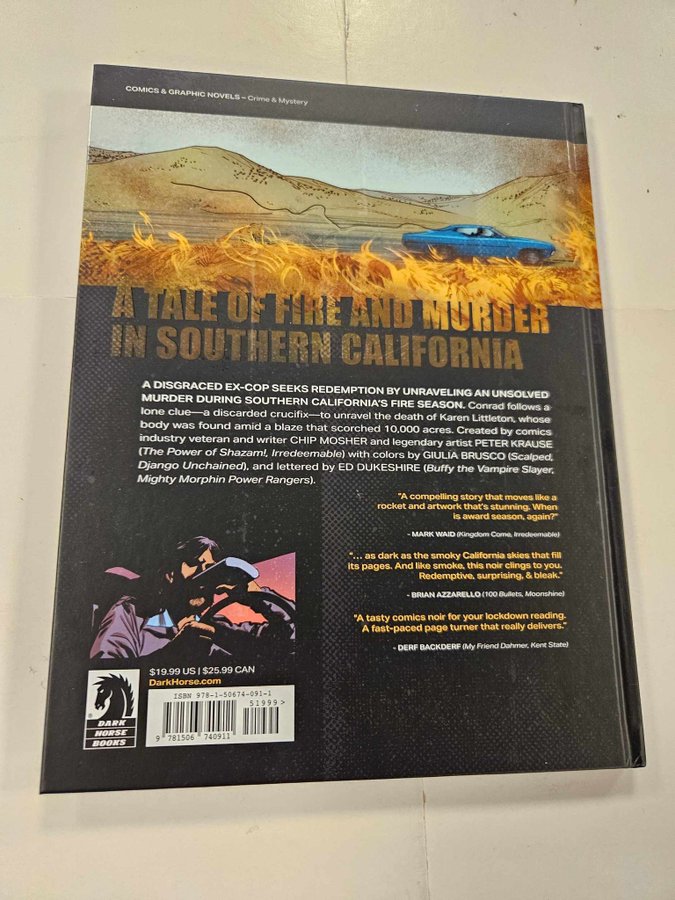 COMICS & GRAPHIC NOVELS – Crime & Mystery
A TALE OF FIRE AND MURDER
IN SOUTHERN CALIFORNIA
A DISGRACED EX-COP SEEKS REDEMPTION BY UNRAVELING AN UNSOLVED
MURDER DURING SOUTHERN CALIFORNIA'S FIRE SEASON. Conrad follows a
lone clue—a discarded crucifix—to unravel the death of Karen Littleton, whose
body was found amid a blaze that scorched 10,000 acres. Created by comics
industry veteran and writer CHIP MOSHER and legendary artist PETER KRAUSE
(The Power of Shazam!, Irredeemable) with colors by GIULIA BRUSCO (Scalped,
Django Unchained), and lettered by ED DUKESHIRE (Buffy the Vampire Slayer,
Mighty Morphin Power Rangers).
"A compelling story that moves like a
rocket and artwork that's stunning. When
is award season, again?"
- MARK WAID (Kingdom Come, Irredeemable)
"... as dark as the smoky California skies that fill
its pages. And like smoke, this noir clings to you.
Redemptive, surprising, & bleak."
- BRIAN AZZARELLO (100 Bullets, Moonshine)
"A tasty comics noir for your lockdown reading.
A fast-paced page turner that really delivers."
- DERF BACKDERF (My Friend Dahmer, Kent State)
$19.99 US | $25.99 CAN
DarkHorse.com
ISBN 978-1-50674-091-1
51999>
9 781506 740911
®
DARK
HORSE
BOOKS